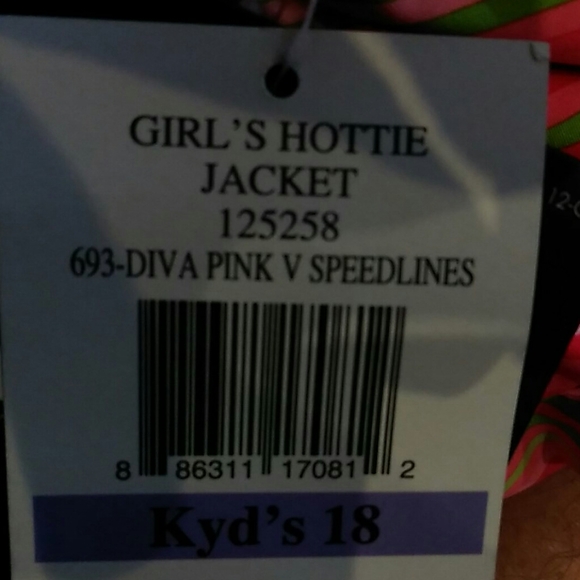 GIRL'S HOTTIE
JACKET
125258
693-DIVA PINK V SPEEDLINES
8 86311 17081 2
Kyd's 18